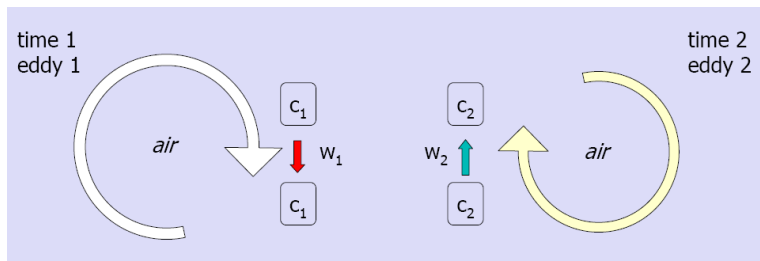 time 1
eddy 1
air
c₁
w₁
c₁
time 2
eddy 2
c₂
w₂
c₂
air